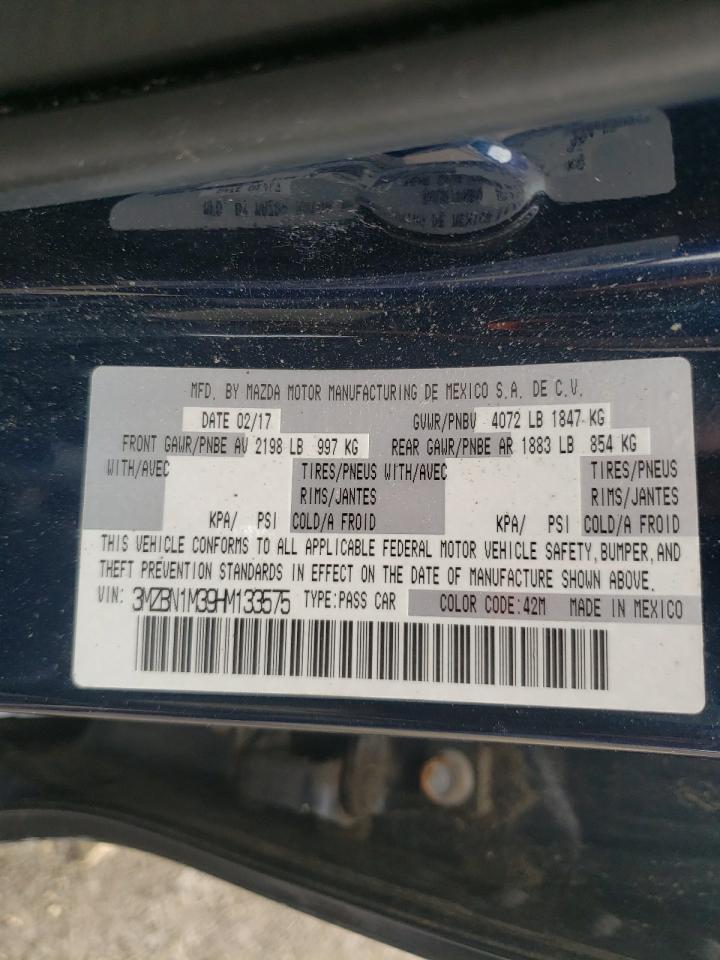 MFD. BY MAZDA MOTOR MANUFACTURING DE MEXICO S.A. DE C.V.
DATE 02/17 GVWR/PNBV 4072 LB 1847 KG
FRONT GAWR/PNBE AV 2198 LB 997 KG REAR GAWR/PNBE AR 1883 LB 854 KG
WITH/AVEC TIRES/PNEUS WITH/AVEC TIRES/PNEUS
RIMS/JANTES RIMS/JANTES
KPA/ PSI COLD/A FROID KPA/ PSI COLD/A FROID
THIS VEHICLE CONFORMS TO ALL APPLICABLE FEDERAL MOTOR VEHICLE SAFETY, BUMPER, AND
THEFT PREVENTION STANDARDS IN EFFECT ON THE DATE OF MANUFACTURE SHOWN ABOVE.
VIN: 3MZBN1M39HM133575 TYPE:PASS CAR COLOR CODE:42M MADE IN MEXICO